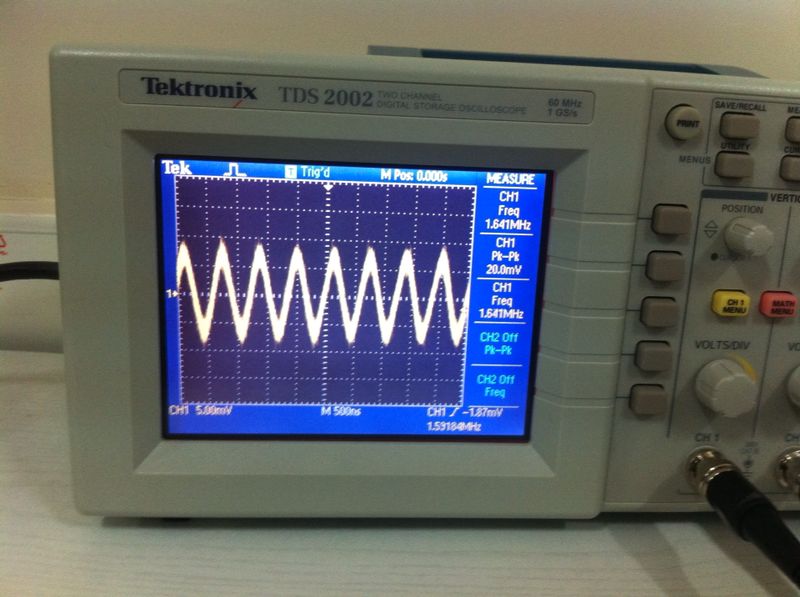 Tektronix TDS 2002 TWO CHANNEL
DIGITAL STORAGE OSCILLOSCOPE
60 MHz
1 GS/s
PRINT
SAVE/RECALL
UTILITY
MENUS
Tek T Trig'd M Pos: 0.000s MEASURE
CH1
Freq
1.641MHz
CH1
Pk-Pk
20.0mV
CH1
Freq
1.641MHz
CH2 Off
Pk-Pk
CH2 Off
Freq
1
CH1 5.00mV M 500ns CH1 -1.87mV
1.53184MHz
POSITION
CH 1
MENU
MATH
MENU
VOLTS/DIV
CH 1